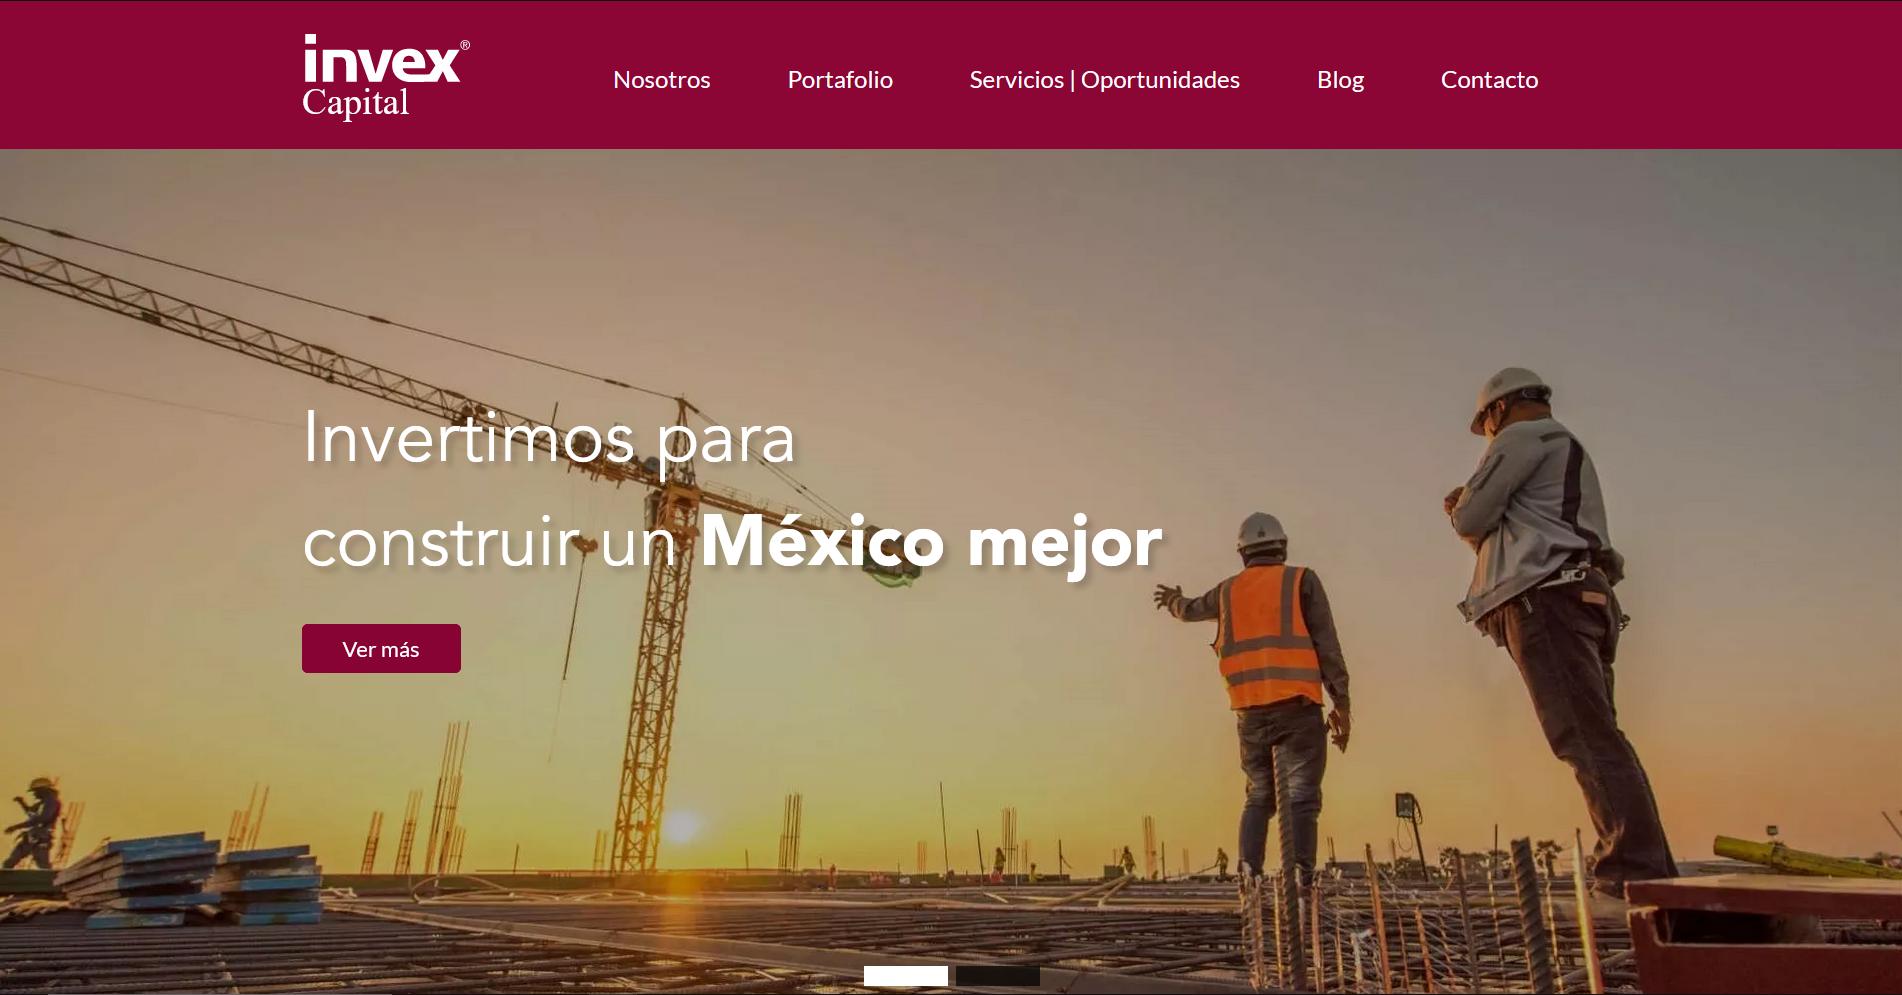 invex®
Capital
Nosotros
Portafolio
Servicios | Oportunidades
Blog
Contacto
Invertimos para
construir un México mejor
Ver más